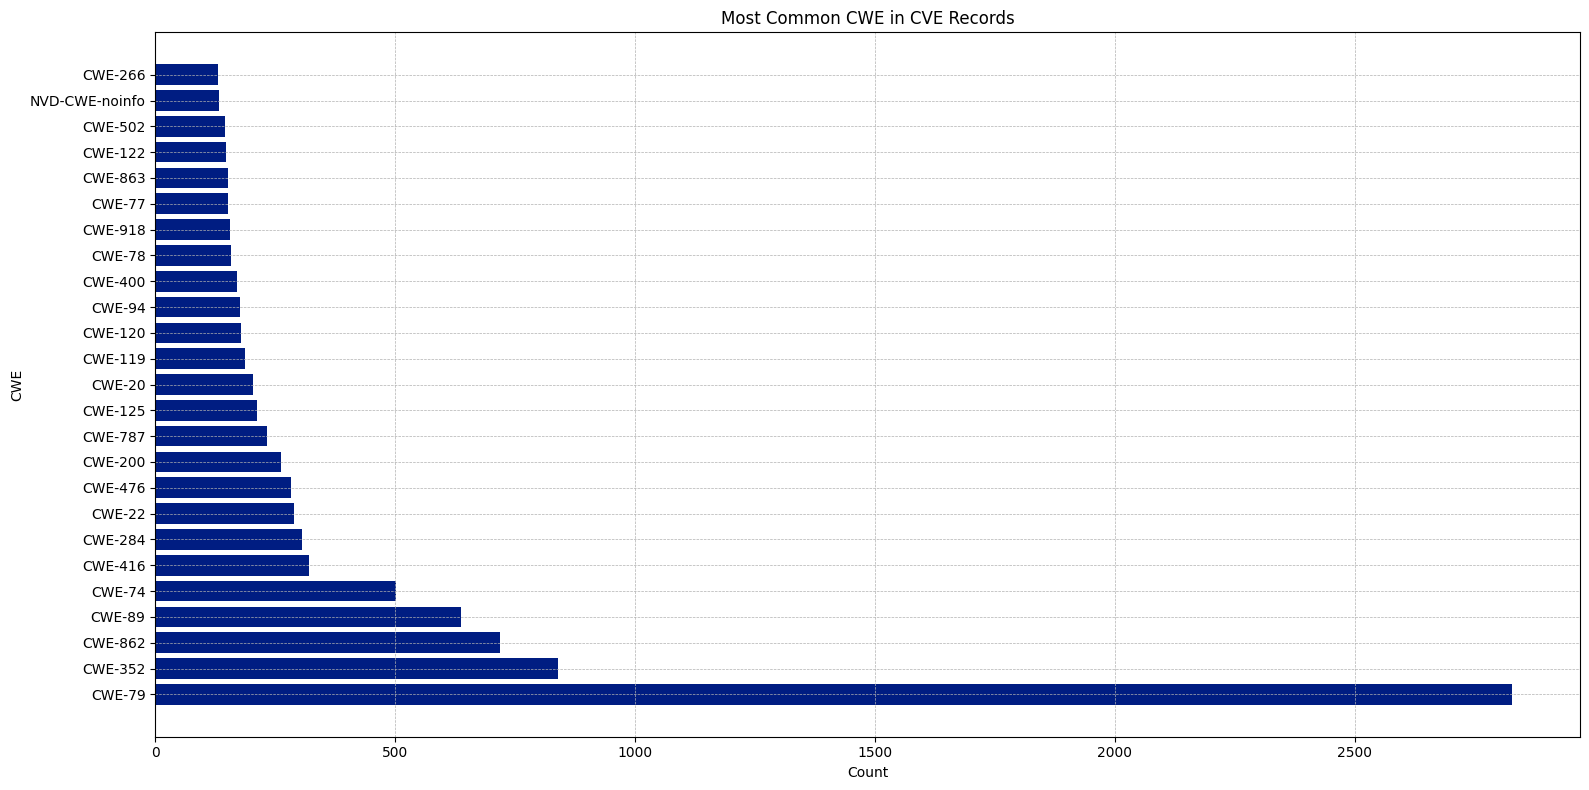 Most Common CWE in CVE Records
CWE-266
NVD-CWE-noinfo
CWE-502
CWE-122
CWE-863
CWE-77
CWE-918
CWE-78
CWE-400
CWE-94
CWE-120
CWE-119
CWE-20
CWE-125
CWE-787
CWE-200
CWE-476
CWE-22
CWE-284
CWE-416
CWE-74
CWE-89
CWE-862
CWE-352
CWE-79
CWE
0 500 1000 1500 2000 2500
Count